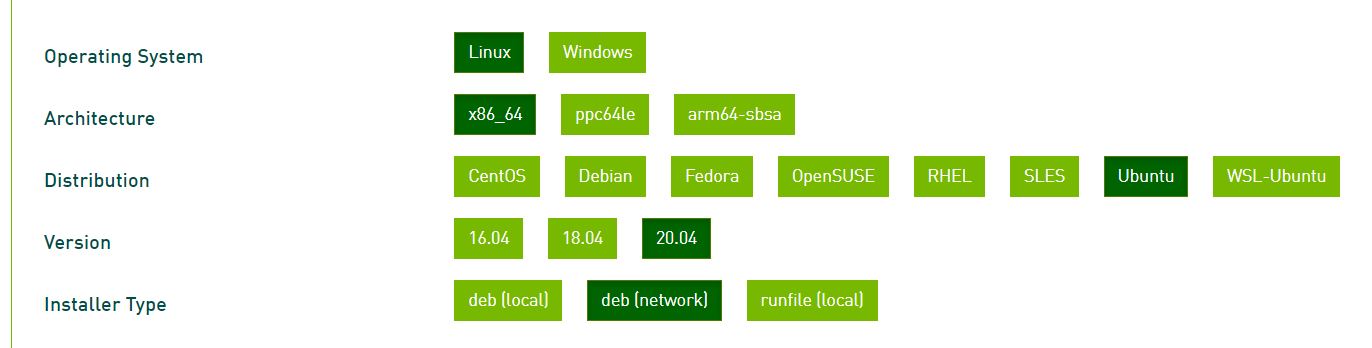 Operating System Linux Windows
Architecture x86_64 ppc64le arm64-sbsa
Distribution CentOS Debian Fedora OpenSUSE RHEL SLES Ubuntu WSL-Ubuntu
Version 16.04 18.04 20.04
Installer Type deb (local) deb (network) runfile (local)